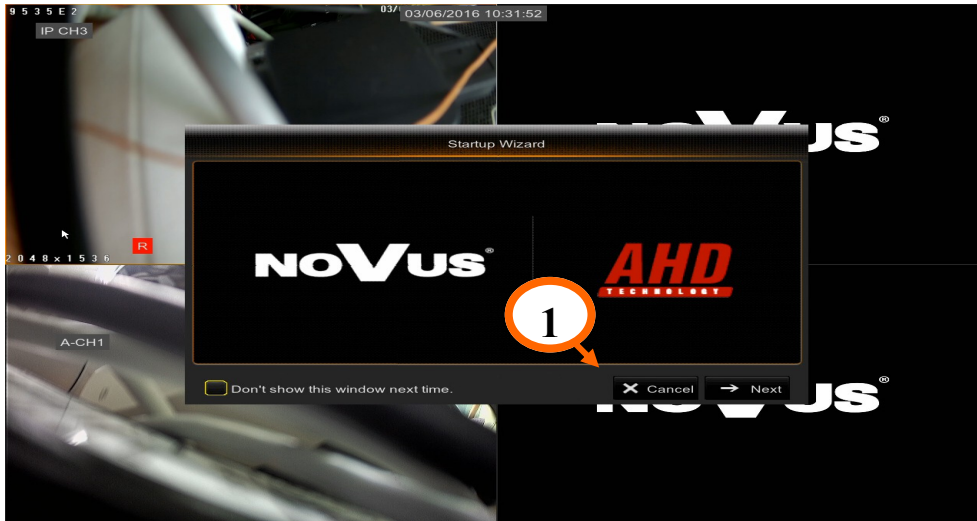 9535E2
03/
03/06/2016 10:31:52
IP CH3
NOVUS®
Startup Wizard
NOVUS®
AHD
TECHNOLOGY
R
2048x1536
1
A-CH1
Don't show this window next time.
Cancel
Next
NOVUS®